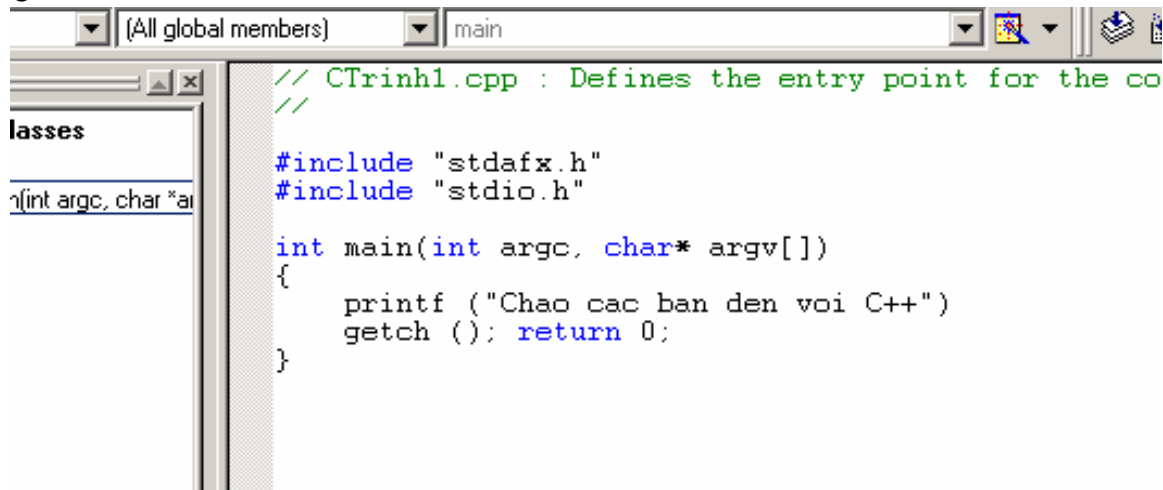 (All global members) main
// CTrinh1.cpp : Defines the entry point for the co
//
lasses
#include "stdafx.h"
#include "stdio.h"
(int argc, char *ar
int main(int argc, char* argv[])
{
printf ("Chao cac ban den voi C++")
getch (); return 0;
}